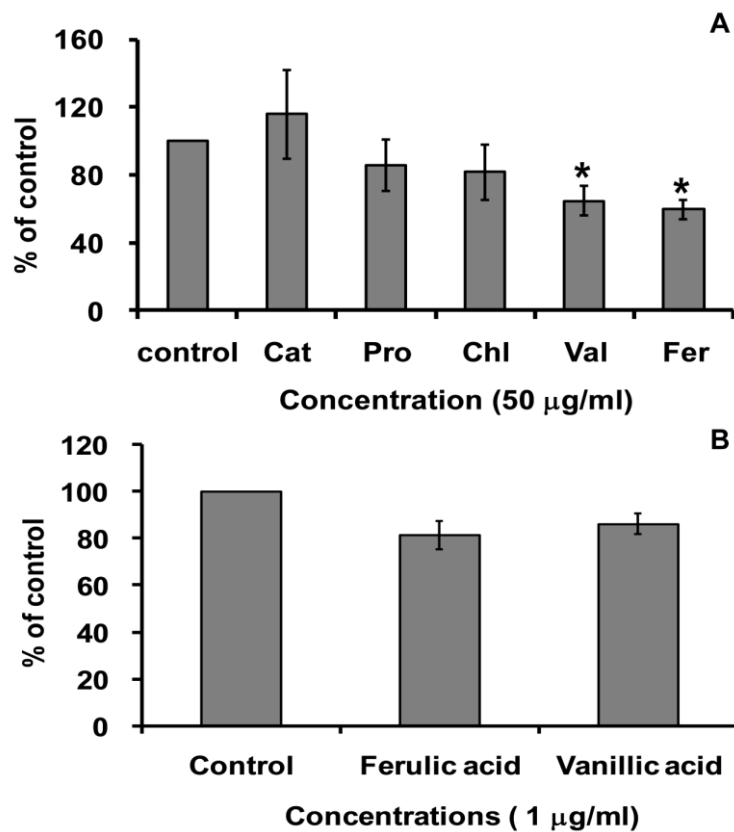 A
160
120
80
40
0
% of control
* *
control Cat Pro Chl Val Fer
Concentration (50 μg/ml)
B
120
100
80
60
40
20
0
% of control
Control Ferulic acid Vanillic acid
Concentrations ( 1 μg/ml)